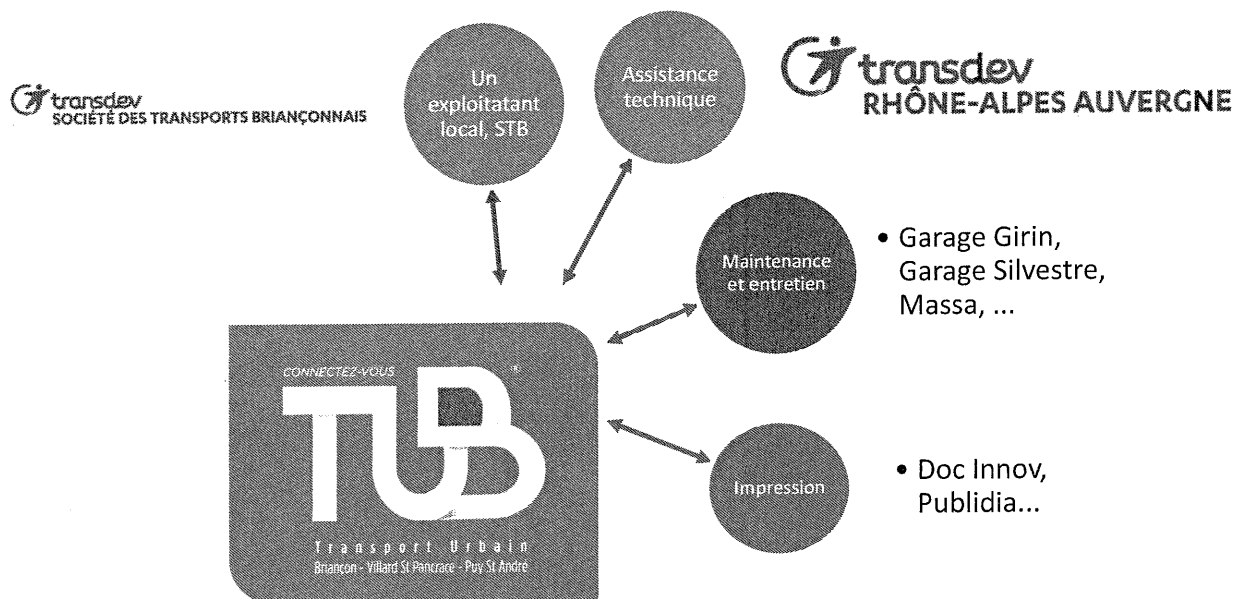 transdev
SOCIÉTÉ DES TRANSPORTS BRIANÇONNAIS
Un
exploitatant
local, STB
Assistance
technique
transdev
RHÔNE-ALPES AUVERGNE
Maintenance
et entretien
• Garage Girin,
Garage Silvestre,
Massa, ...
CONNECTEZ-VOUS
TUB®
Transport Urbain
Briançon - Villard St Pancrace - Puy St André
Impression
• Doc Innov,
Publidia...